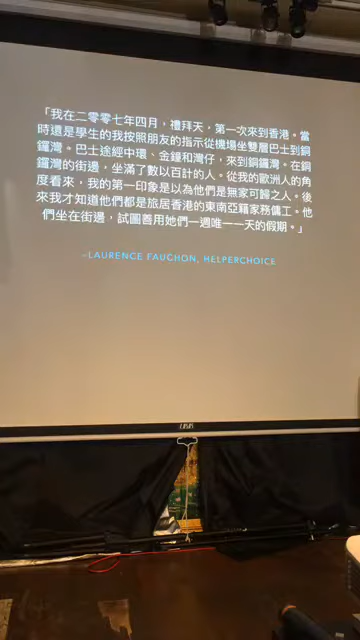 「我在二零零七年四月，禮拜天，第一次來到香港。當
時還是學生的我按照朋友的指示從機場坐雙層巴士到銅
鑼灣。巴士途經中環、金鐘和灣仔，來到銅鑼灣。在銅
鑼灣的街邊，坐滿了數以百計的人。從我的歐洲人的角
度看來，我的第一印象是以為他們是無家可歸之人。後
來我才知道他們都是旅居香港的東南亞籍家務傭工。他
們坐在街邊，試圖善用她們一週唯一一天的假期。」
–LAURENCE FAUCHON, HELPERCHOICE